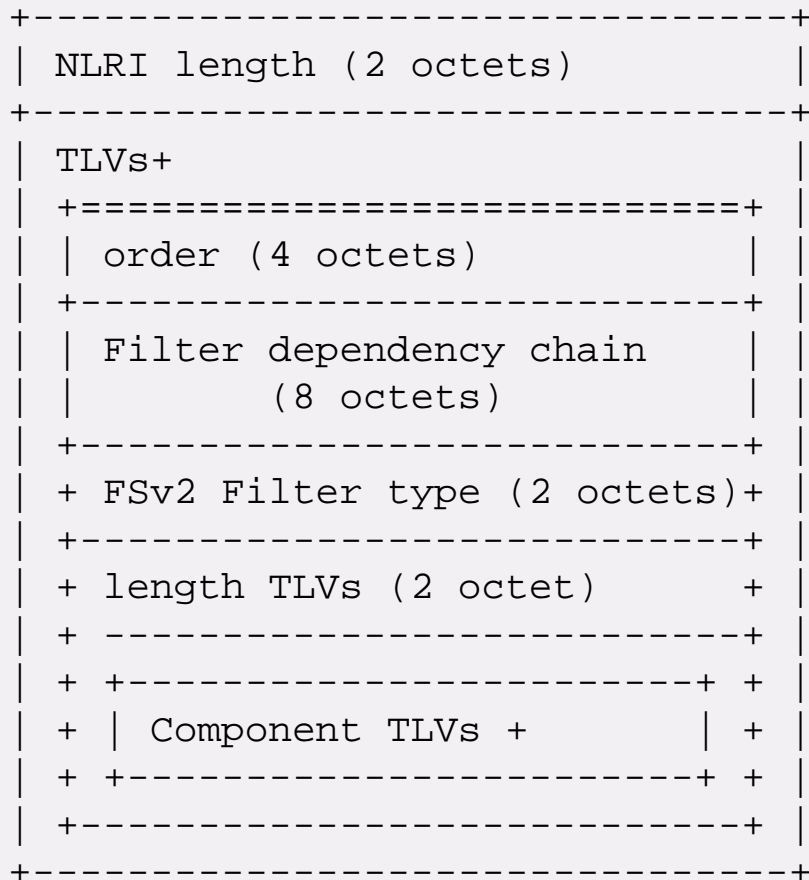 +--------------------------------+
| NLRI length (2 octets)         |
+--------------------------------+
| TLVs+                          |
| +============================+ |
| | order (4 octets)           | |
| +----------------------------+ |
| | Filter dependency chain    | |
| |        (8 octets)          | |
| +----------------------------+ |
| + FSv2 Filter type (2 octets)+ |
| +----------------------------+ |
| + length TLVs (2 octet)      + |
| + ---------------------------+ |
| + +------------------------+ + |
| + | Component TLVs +       | + |
| + +------------------------+ + |
| +----------------------------+ |
+--------------------------------+